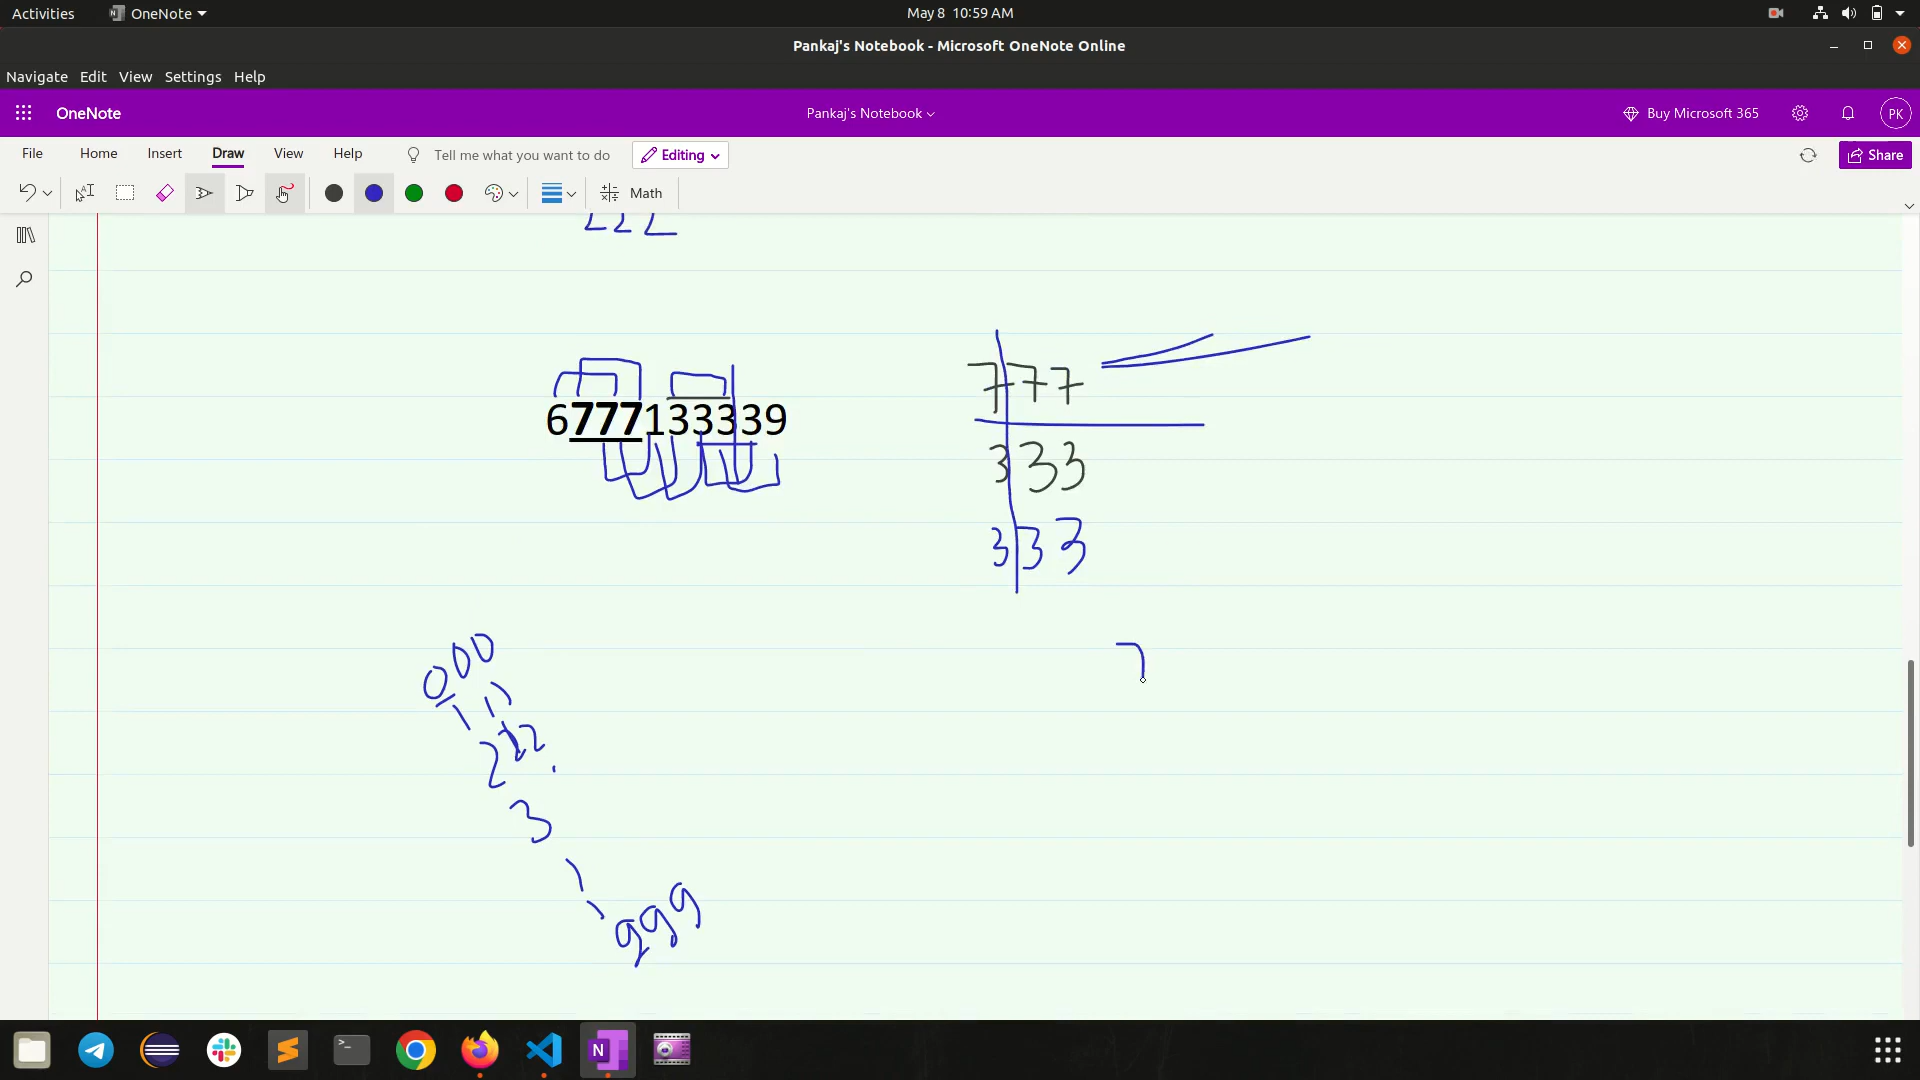 Activities OneNote May 8 10:59 AM
Pankaj's Notebook - Microsoft OneNote Online
Navigate Edit View Settings Help
OneNote Pankaj's Notebook Buy Microsoft 365 PK
File Home Insert Draw View Help Tell me what you want to do Editing Share
Math
222
6777133339
777
333
333
7
000
111
222
3
999
N